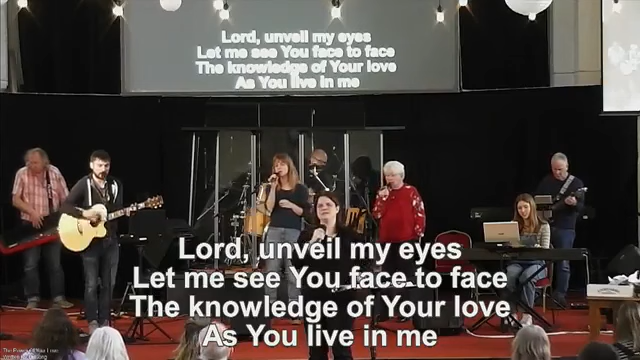 Lord, unveil my eyes
Let me see You face to face
The knowledge of Your love
As You live in me
Lord, unveil my eyes
Let me see You face to face
The knowledge of Your love
As You live in me